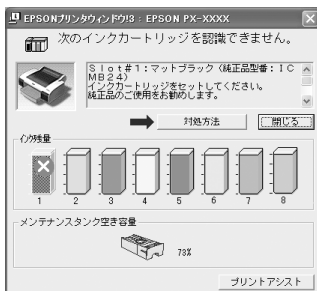 EPSONプリンタウィンドウ!3 : EPSON PX-XXXX
次のインクカートリッジを認識できません。
Slot#1:マットブラック(純正品型番:IC
MB24)
インクカートリッジをセットしてください。
純正品のご使用をお勧めします。
対処方法
閉じる
インク残量
1 2 3 4 5 6 7 8
メンテナンスタンク空き容量
73%
プリントアシスト